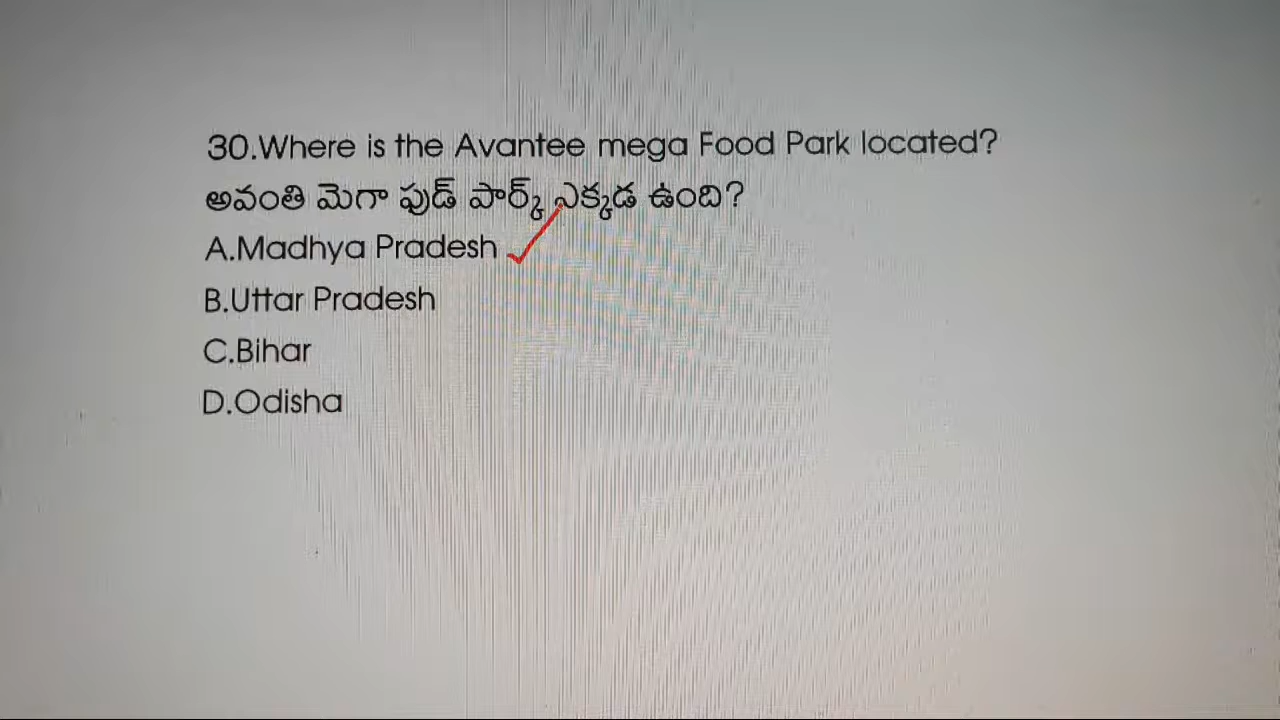 30.Where is the Avantee mega Food Park located?
అవంతి మెగా ఫుడ్ పార్క్ ఎక్కడ ఉంది?
A.Madhya Pradesh
B.Uttar Pradesh
C.Bihar
D.Odisha